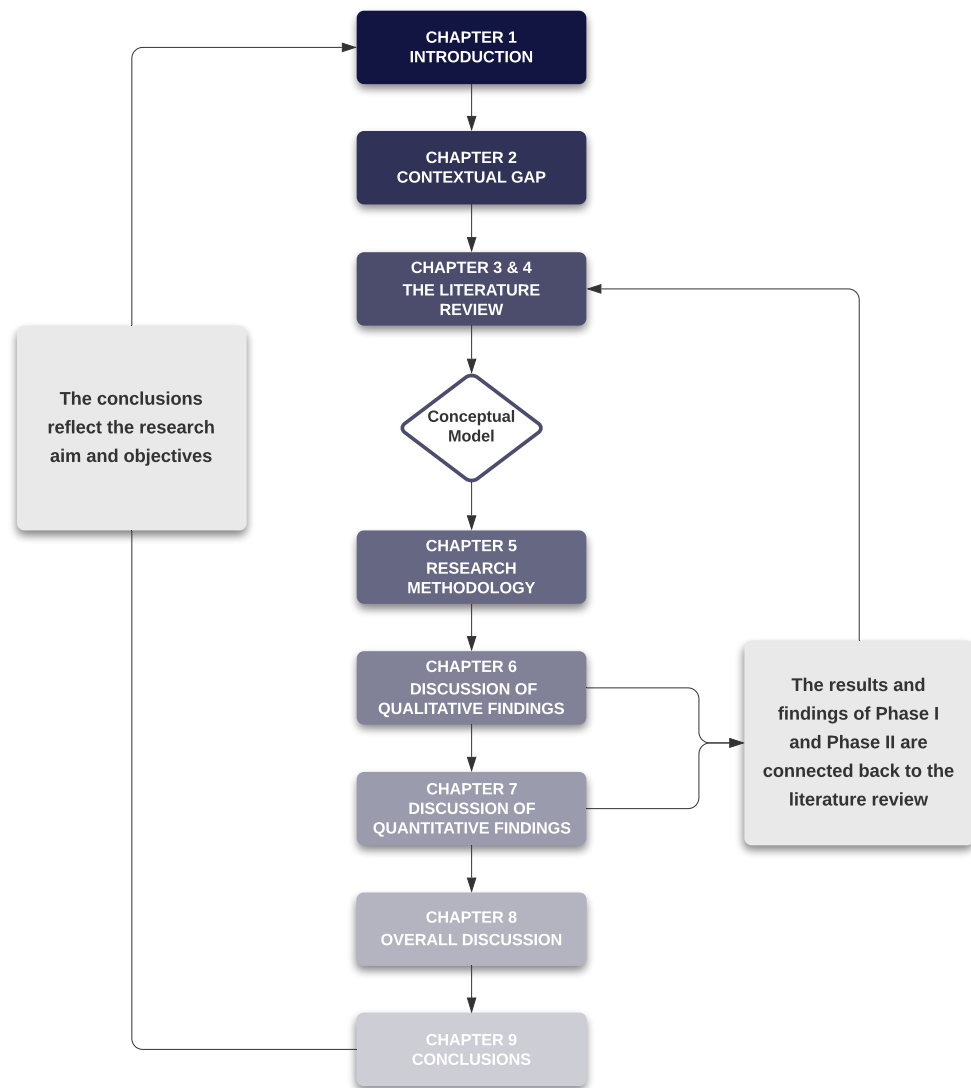 CHAPTER 1
INTRODUCTION
CHAPTER 2
CONTEXTUAL GAP
CHAPTER 3 & 4
THE LITERATURE
REVIEW
The conclusions
reflect the research
aim and objectives
Conceptual
Model
CHAPTER 5
RESEARCH
METHODOLOGY
CHAPTER 6
DISCUSSION OF
QUALITATIVE FINDINGS
The results and
findings of Phase I
and Phase II are
connected back to the
literature review
CHAPTER 7
DISCUSSION OF
QUANTITATIVE FINDINGS
CHAPTER 8
OVERALL DISCUSSION
CHAPTER 9
CONCLUSIONS